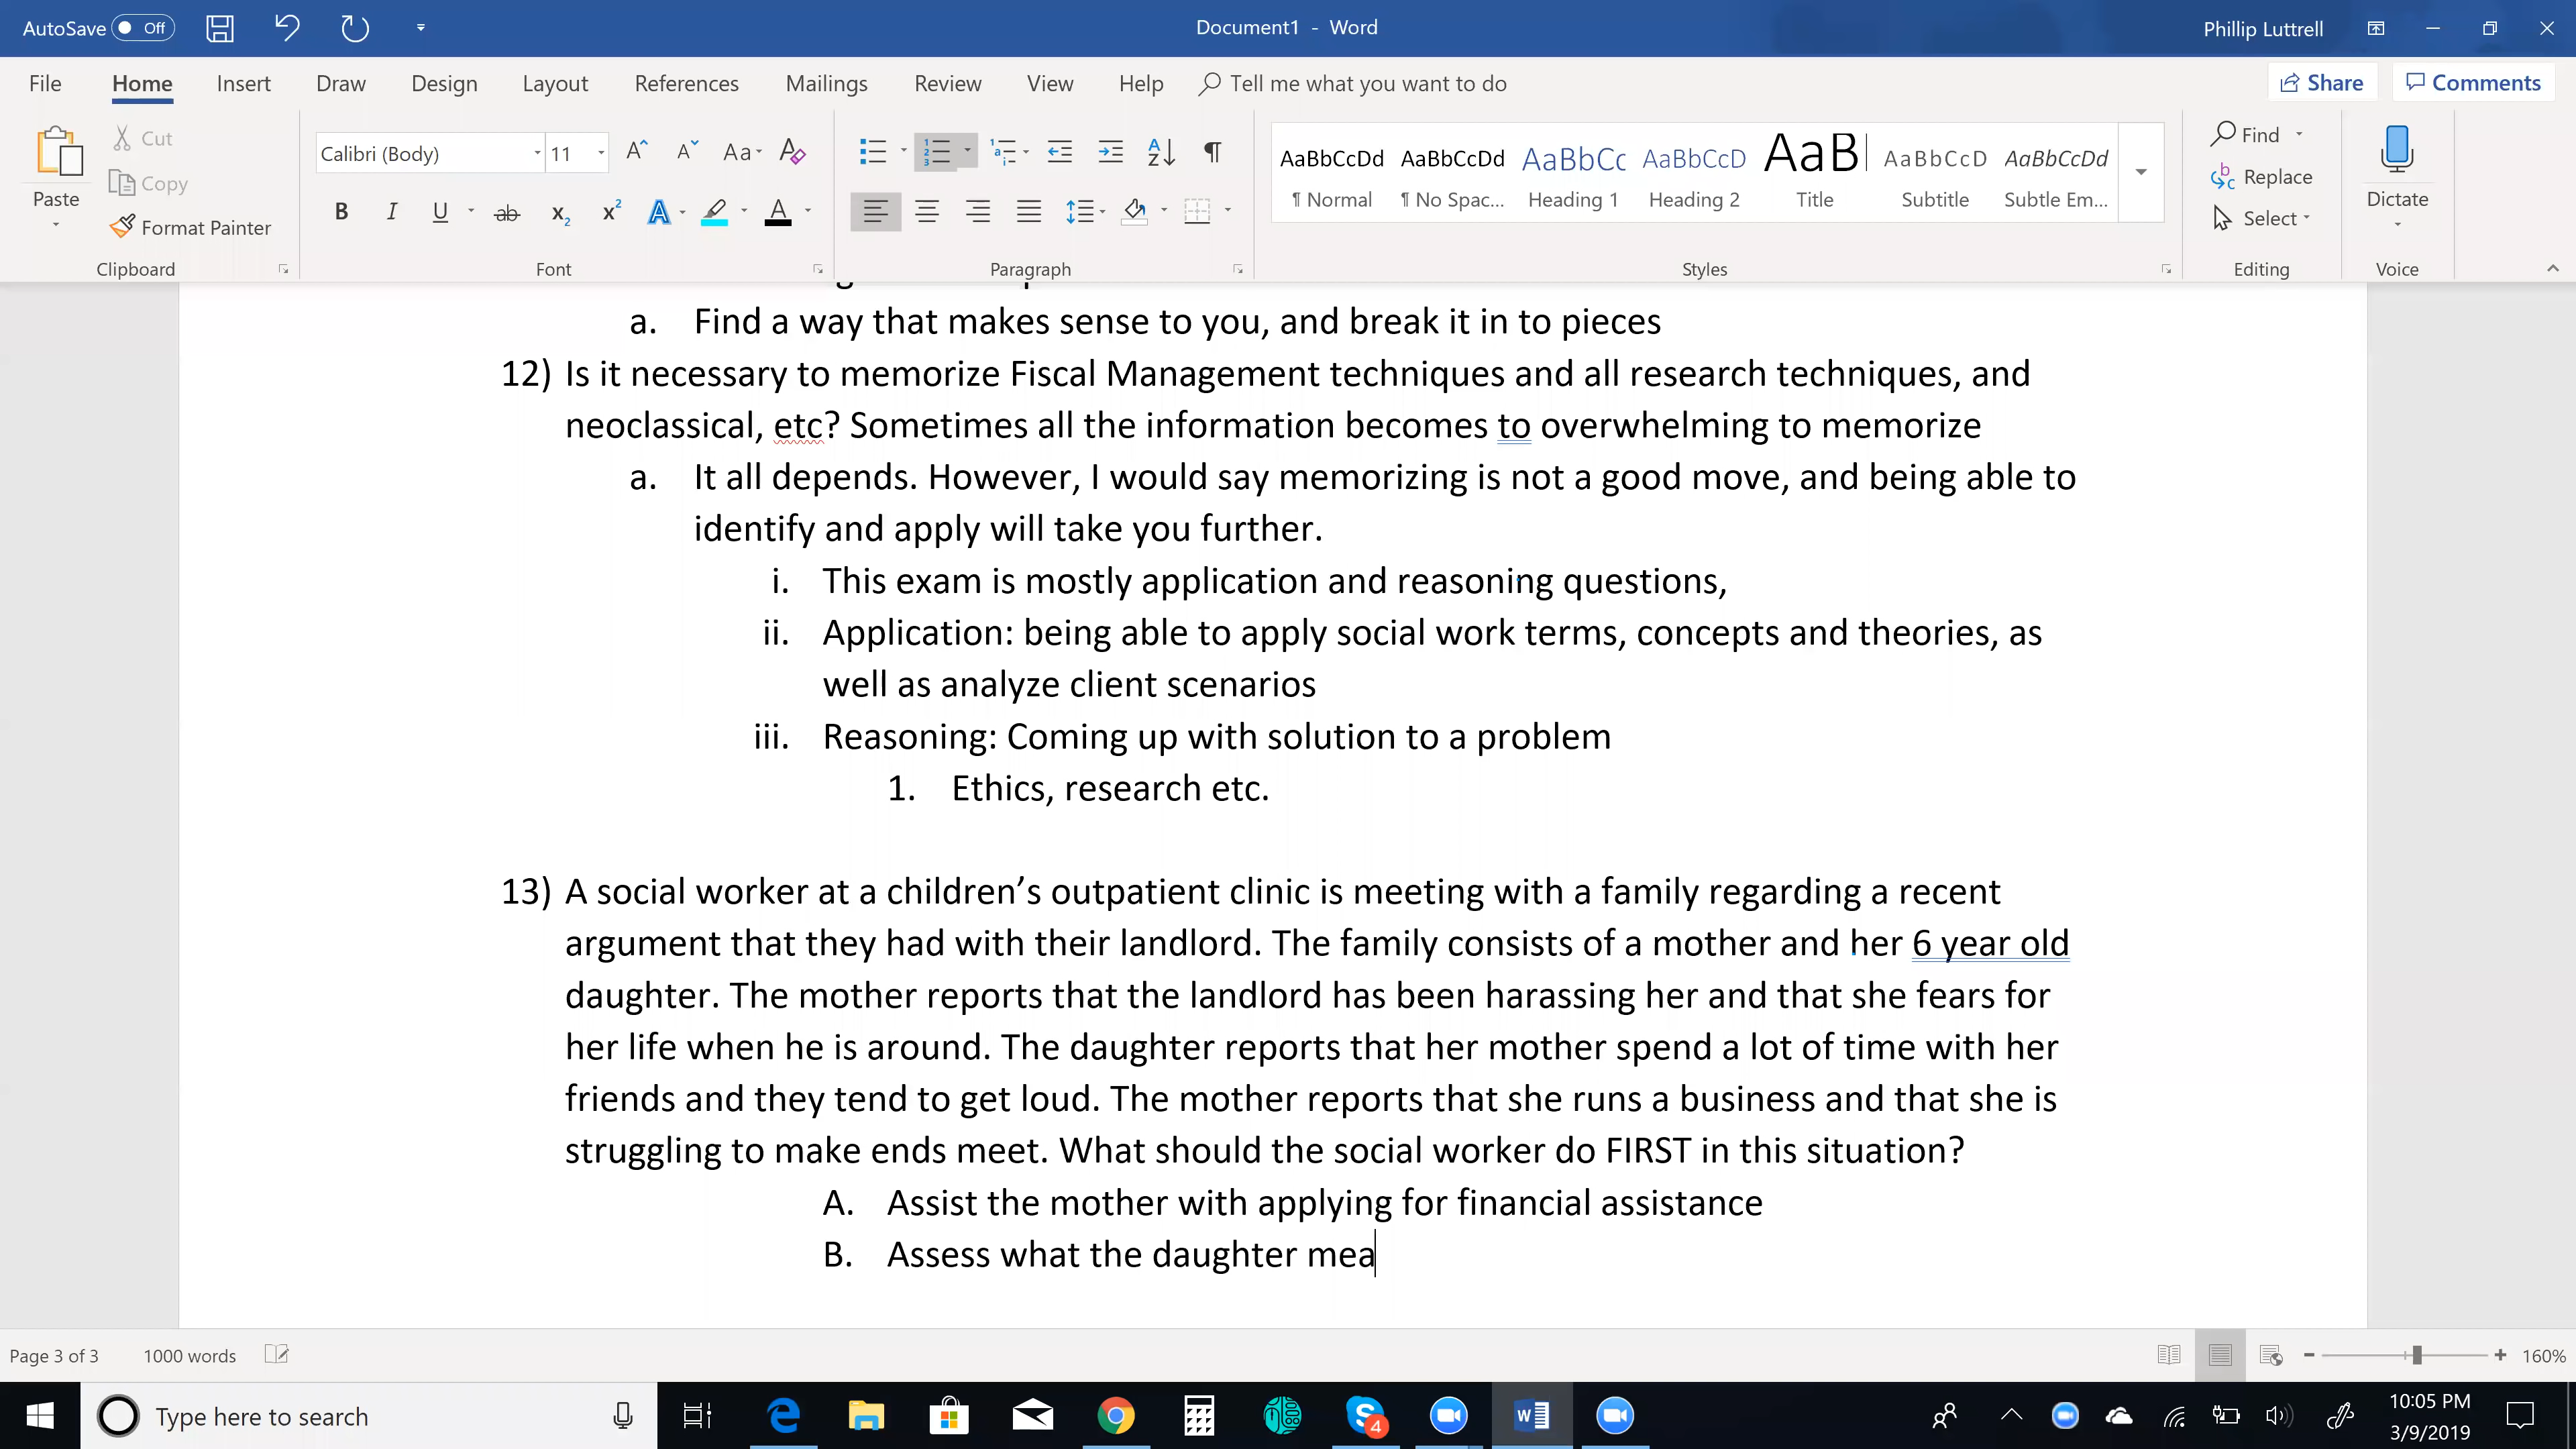 AutoSave Off Document1 - Word Phillip Luttrell
File Home Insert Draw Design Layout References Mailings Review View Help Tell me what you want to do Share Comments
Paste Cut Copy Format Painter Clipboard
Calibri (Body) 11 Font
Paragraph
AaBbCcDd AaBbCcDd AaBbCc AaBbCcD AaB AaBbCcD AaBbCcDd
¶ Normal ¶ No Spac... Heading 1 Heading 2 Title Subtitle Subtle Em...
Styles
Find Replace Select Editing
Dictate Voice
a. Find a way that makes sense to you, and break it in to pieces
12) Is it necessary to memorize Fiscal Management techniques and all research techniques, and
neoclassical, etc? Sometimes all the information becomes to overwhelming to memorize
a. It all depends. However, I would say memorizing is not a good move, and being able to
identify and apply will take you further.
i. This exam is mostly application and reasoning questions,
ii. Application: being able to apply social work terms, concepts and theories, as
well as analyze client scenarios
iii. Reasoning: Coming up with solution to a problem
1. Ethics, research etc.
13) A social worker at a children’s outpatient clinic is meeting with a family regarding a recent
argument that they had with their landlord. The family consists of a mother and her 6 year old
daughter. The mother reports that the landlord has been harassing her and that she fears for
her life when he is around. The daughter reports that her mother spend a lot of time with her
friends and they tend to get loud. The mother reports that she runs a business and that she is
struggling to make ends meet. What should the social worker do FIRST in this situation?
A. Assist the mother with applying for financial assistance
B. Assess what the daughter mea
Page 3 of 3 1000 words 160%
Type here to search 4 10:05 PM
3/9/2019